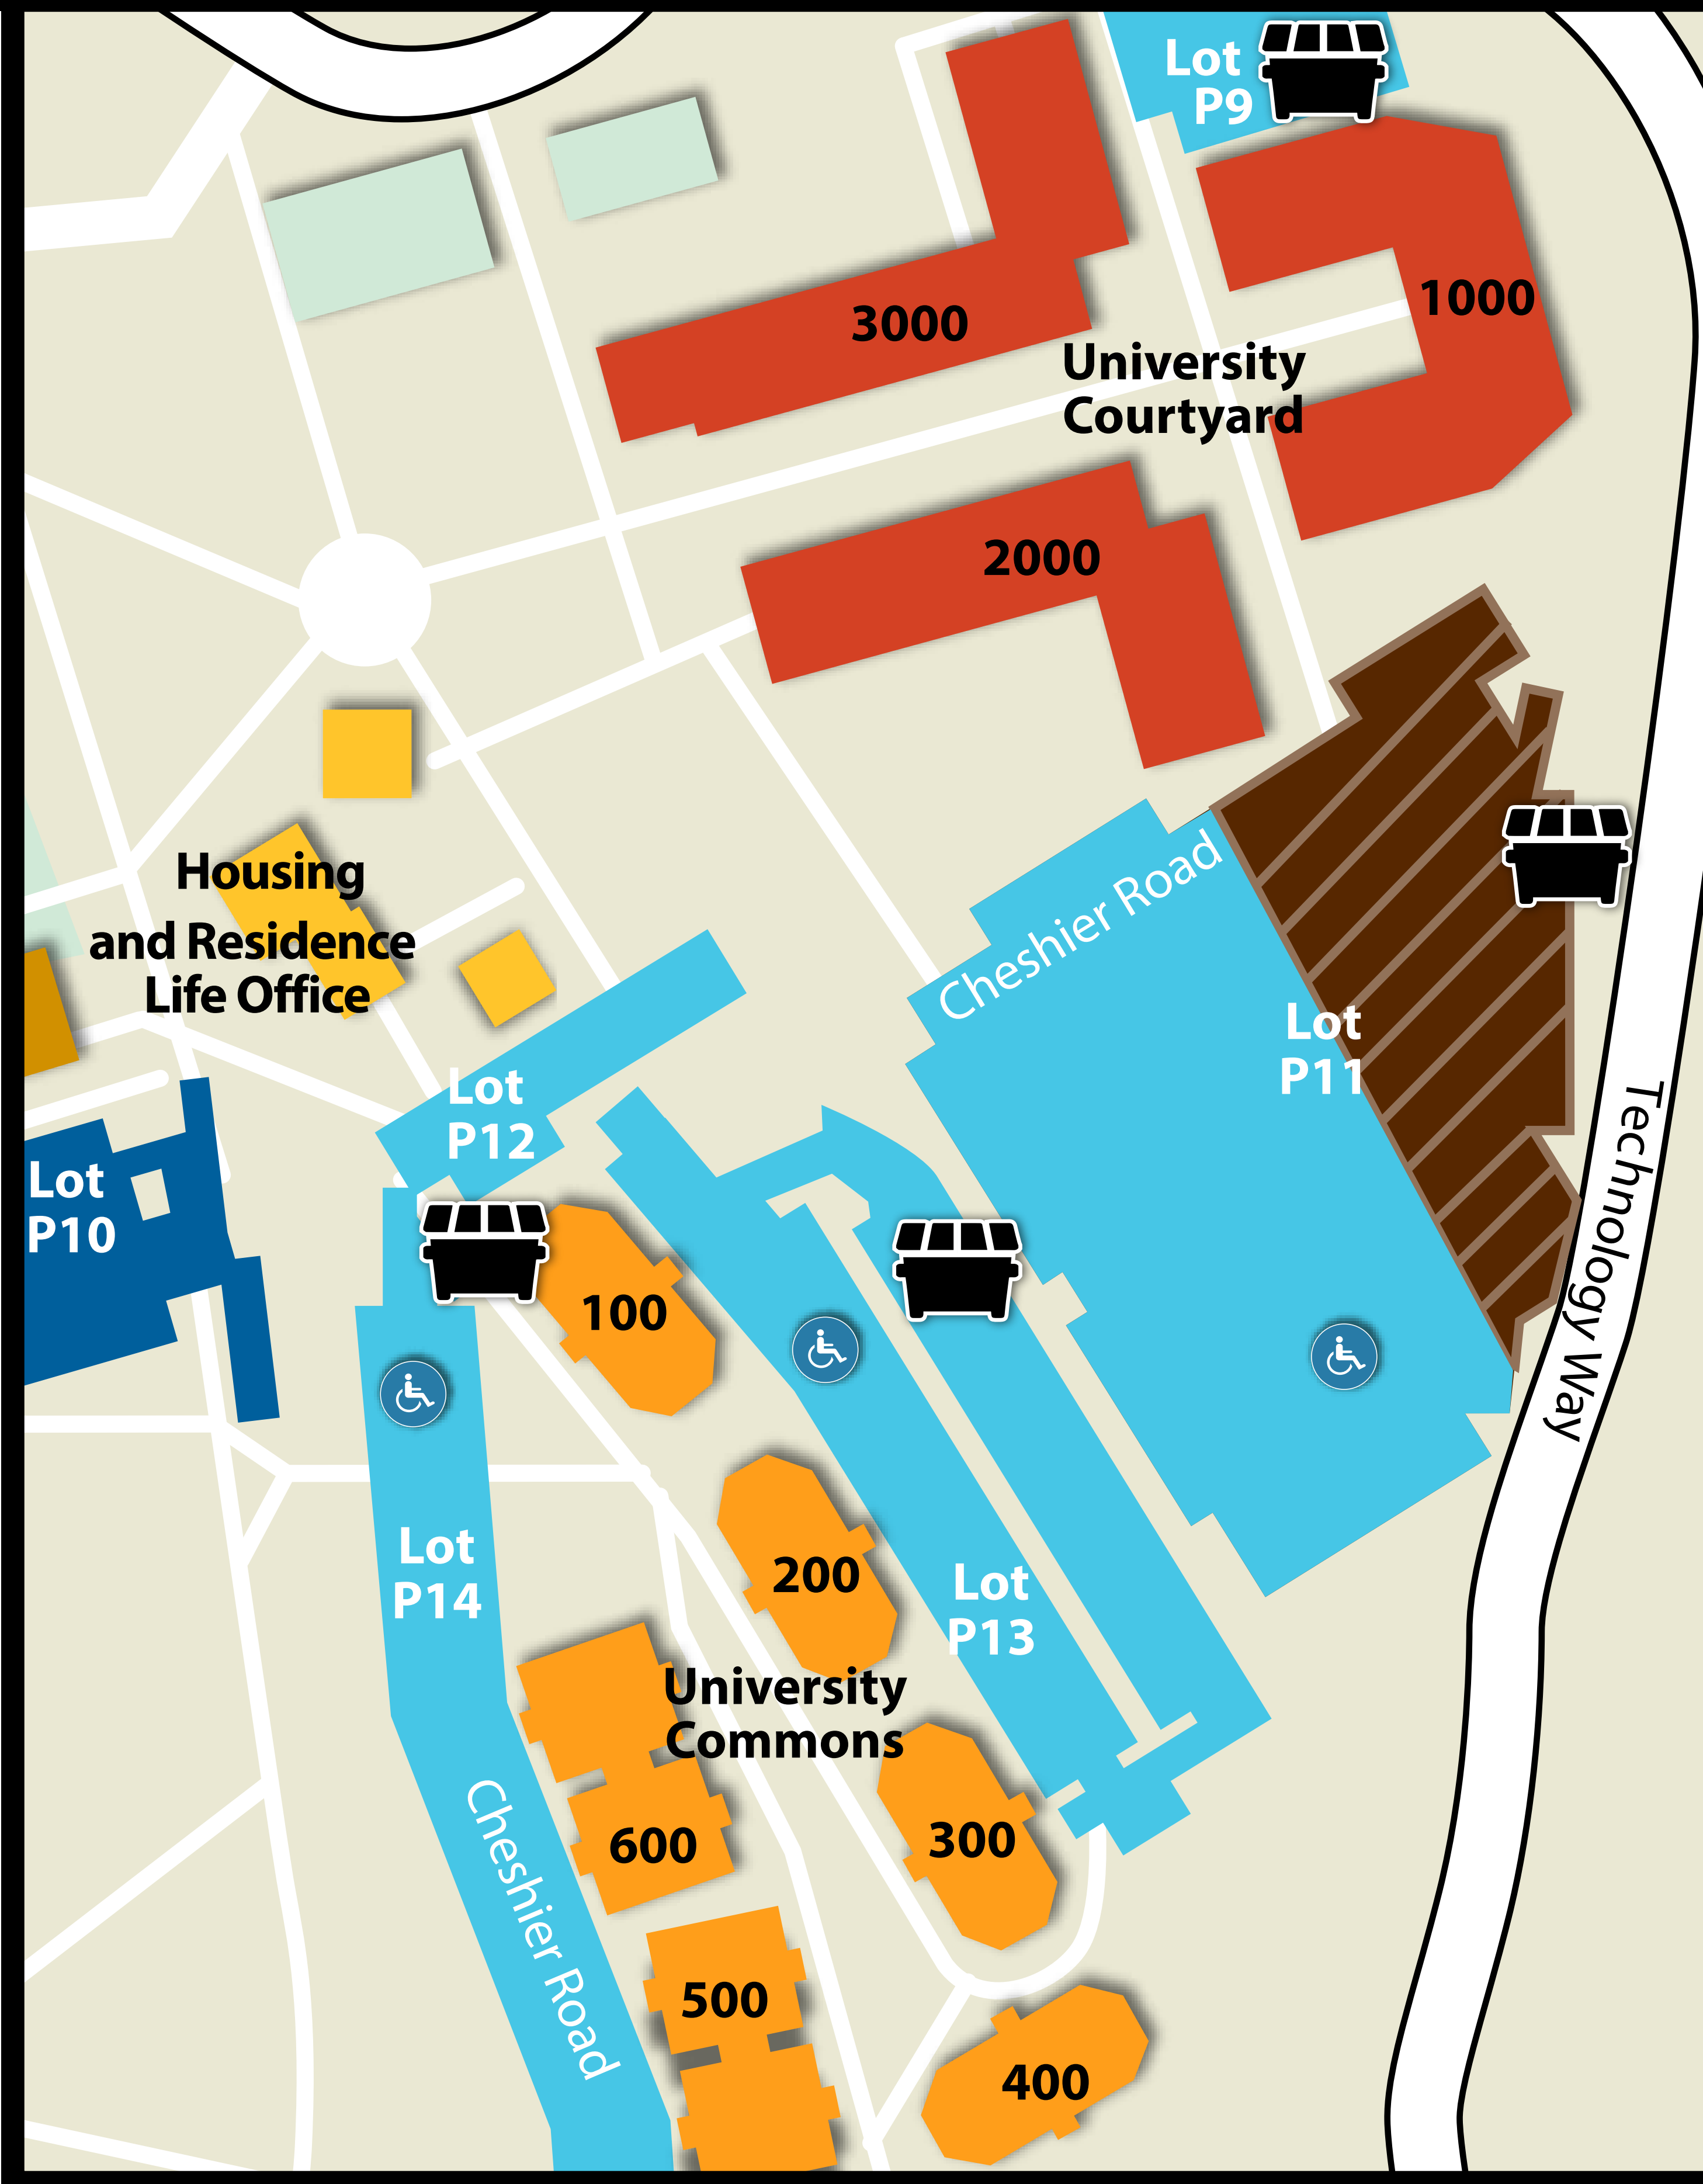 Lot
P9
1000
3000
University
Courtyard
2000
Cheshier Road
Housing
and Residence
Life Office
Lot
P11
Lot
P12
Lot
P10
Technology Way
100
Lot
P14
200
Lot
P13
University
Commons
600
300
Cheshier Road
500
400